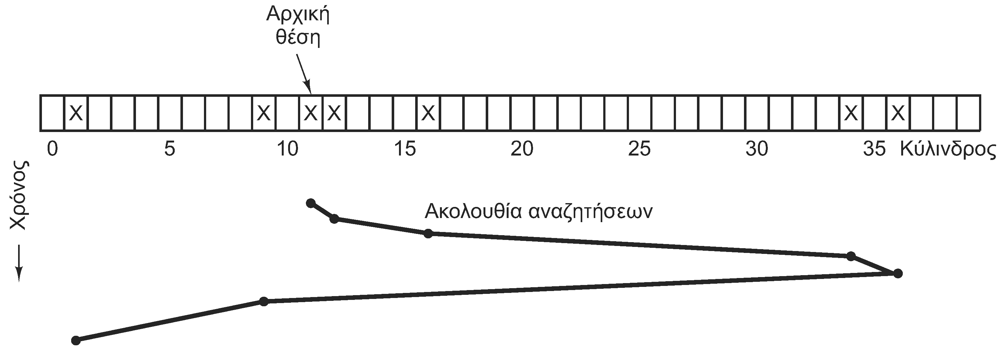 Αρχική
θέση
X X X X X X X
0 5 10 15 20 25 30 35 Κύλινδρος
Χρόνος
Ακολουθία αναζητήσεων